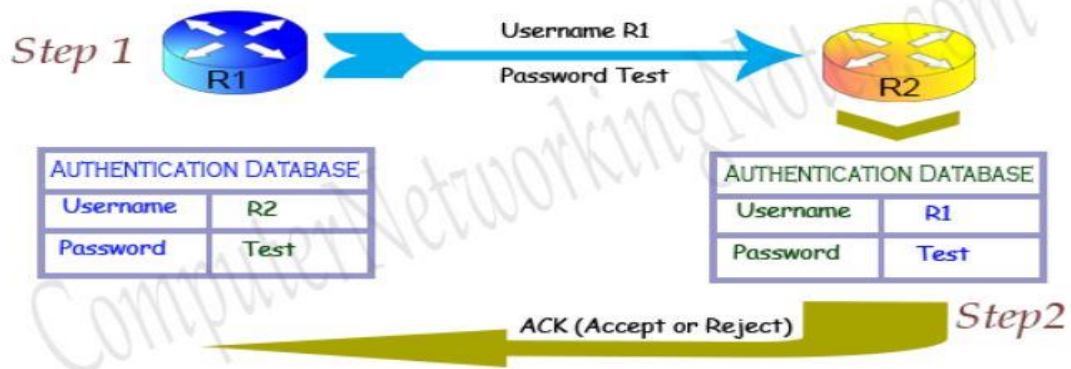 Step 1
R1
Username R1
Password Test
R2
AUTHENTICATION DATABASE
Username R2
Password Test
AUTHENTICATION DATABASE
Username R1
Password Test
ACK (Accept or Reject)
Step2
ComputerNetworkingNotes.com